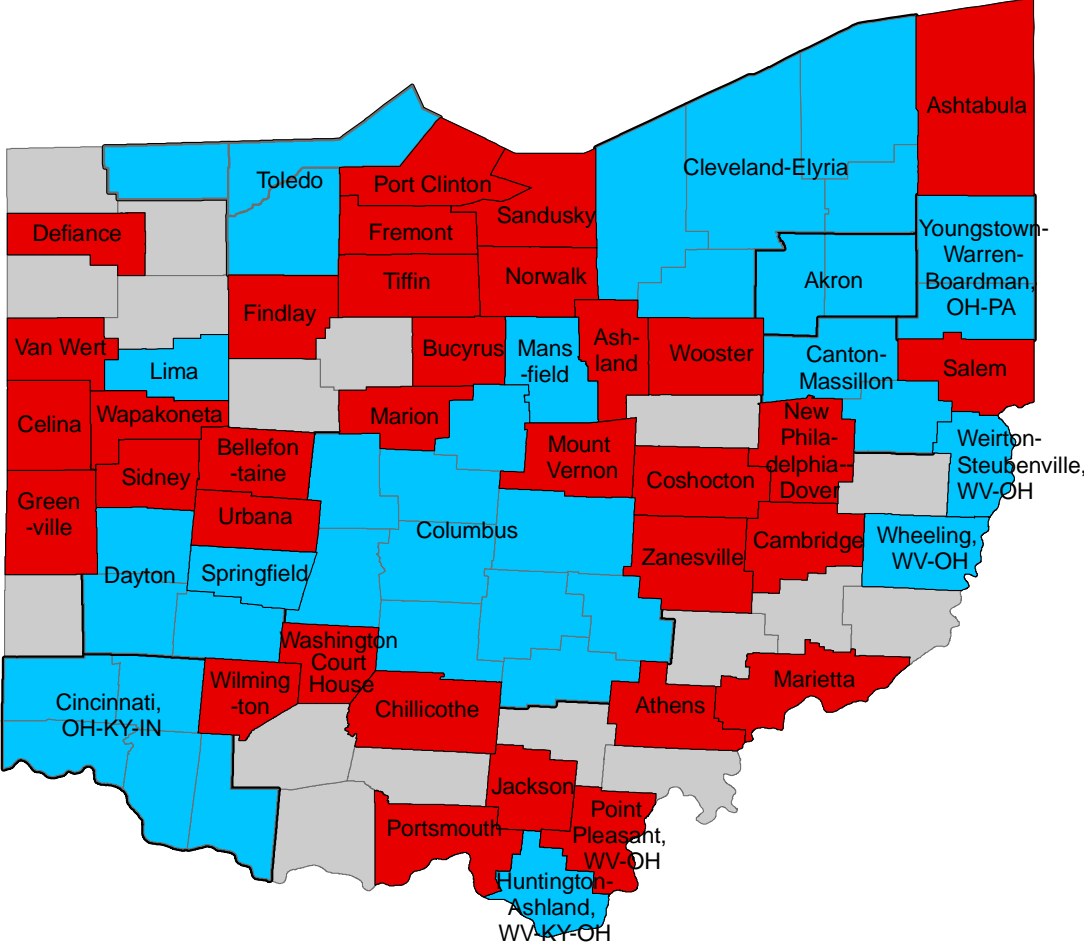 Ashtabula
Cleveland-Elyria
Toledo
Port Clinton
Sandusky
Defiance
Fremont
Youngstown-
Warren-
Boardman,
OH-PA
Tiffin
Norwalk
Akron
Findlay
Van Wert
Lima
Bucyrus
Mans
-field
Ash-
land
Wooster
Canton-
Massillon
Salem
Celina
Wapakoneta
Marion
New
Phila-
delphia--
Dover
Bellefon
-taine
Mount
Vernon
Weirton-
Steubenville,
WV-OH
Sidney
Coshocton
Green
-ville
Urbana
Columbus
Zanesville
Cambridge
Wheeling,
WV-OH
Dayton
Springfield
Washington
Court
House
Wilming
-ton
Marietta
Cincinnati,
OH-KY-IN
Chillicothe
Athens
Jackson
Portsmouth
Point
Pleasant,
WV-OH
Huntington-
Ashland,
WV-KY-OH